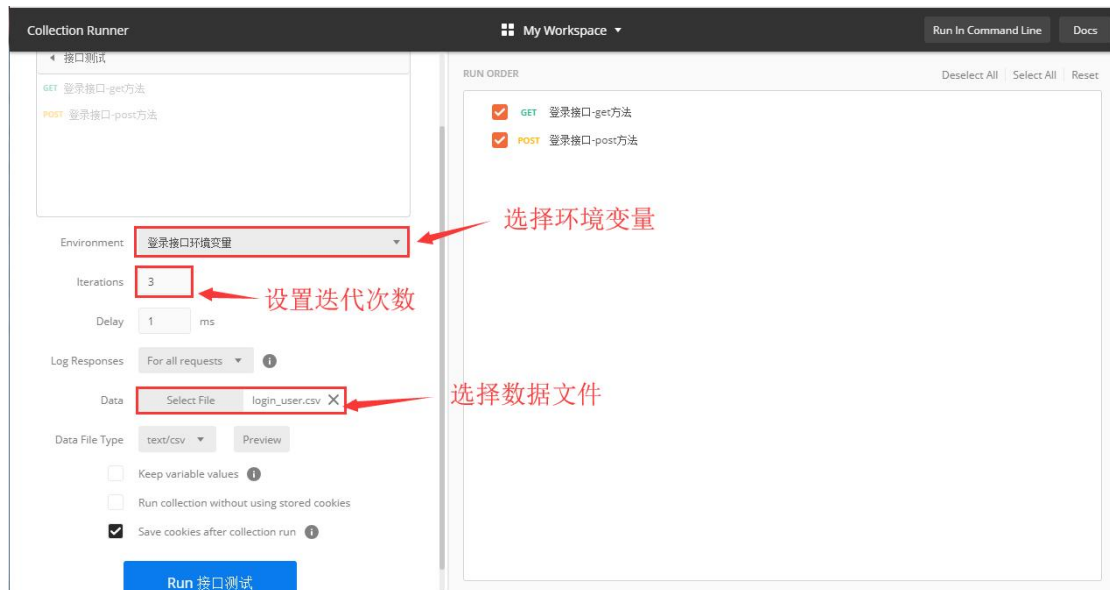 Collection Runner
My Workspace
Run In Command Line
Docs
接口测试
GET 登录接口-get方法
POST 登录接口-post方法
RUN ORDER
Deselect All
Select All
Reset
GET 登录接口-get方法
POST 登录接口-post方法
选择环境变量
Environment 登录接口环境变量
Iterations 3
设置迭代次数
Delay 1 ms
Log Responses For all requests
选择数据文件
Data Select File login_user.csv
Data File Type text/csv Preview
Keep variable values
Run collection without using stored cookies
Save cookies after collection run
Run 接口测试